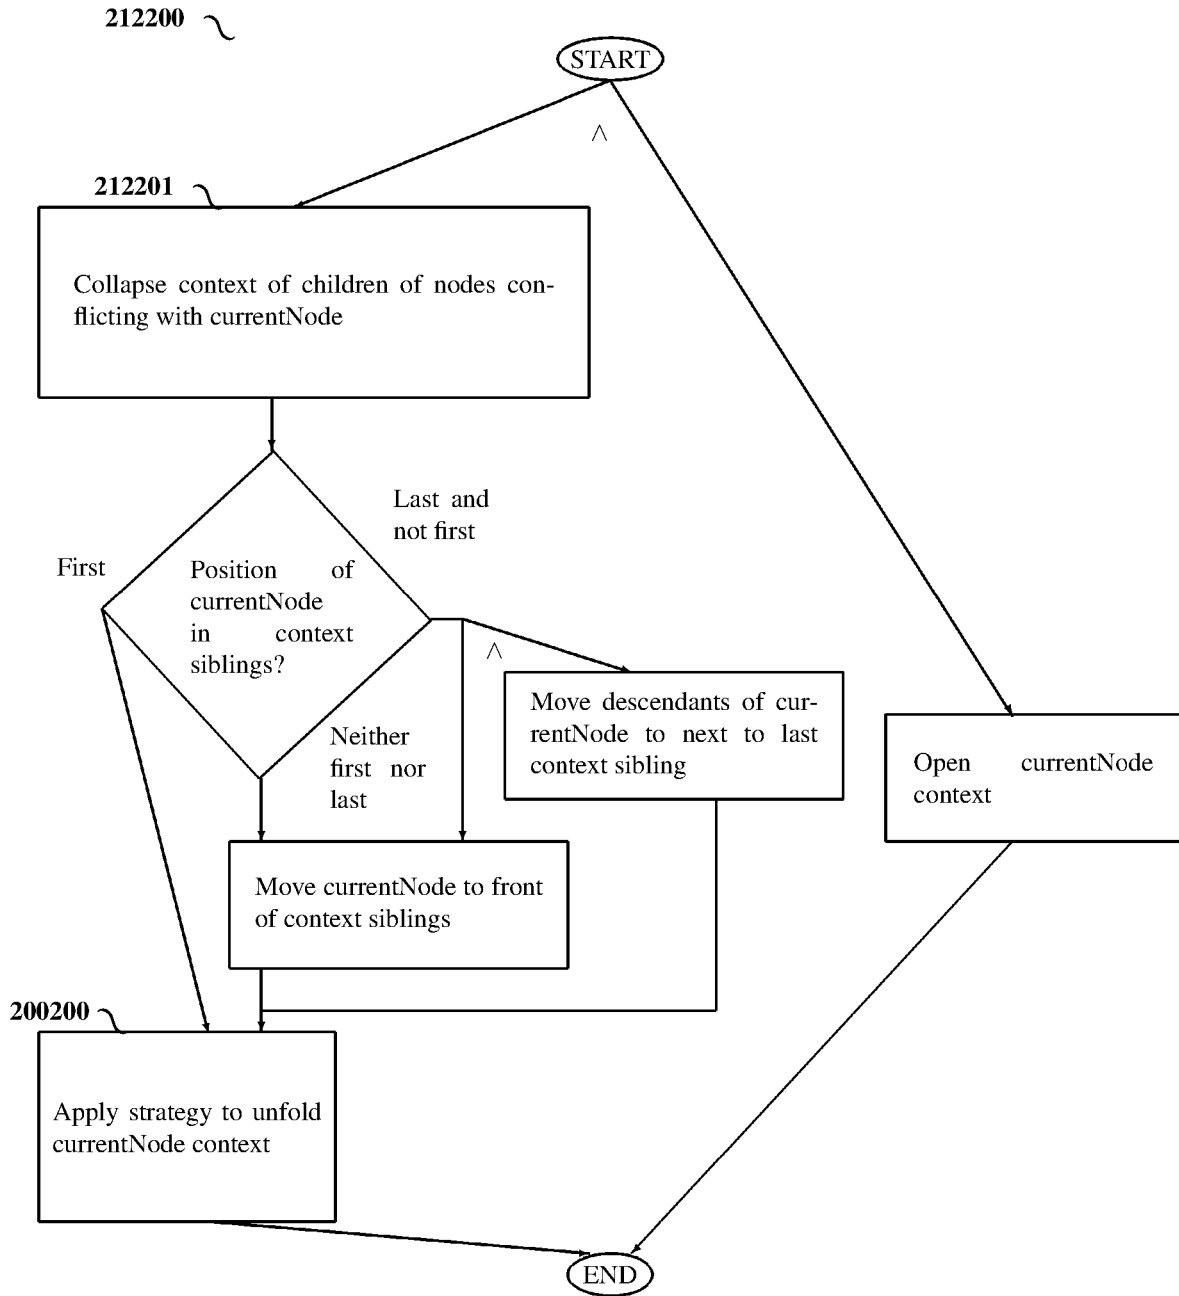 212200
START
∧
212201
Collapse context of children of nodes con-
flicting with currentNode
Last and
not first
First
Position of
currentNode
in context
siblings?
∧
Move descendants of cur-
rentNode to next to last
context sibling
Neither
first nor
last
Open currentNode
context
Move currentNode to front
of context siblings
200200
Apply strategy to unfold
currentNode context
END